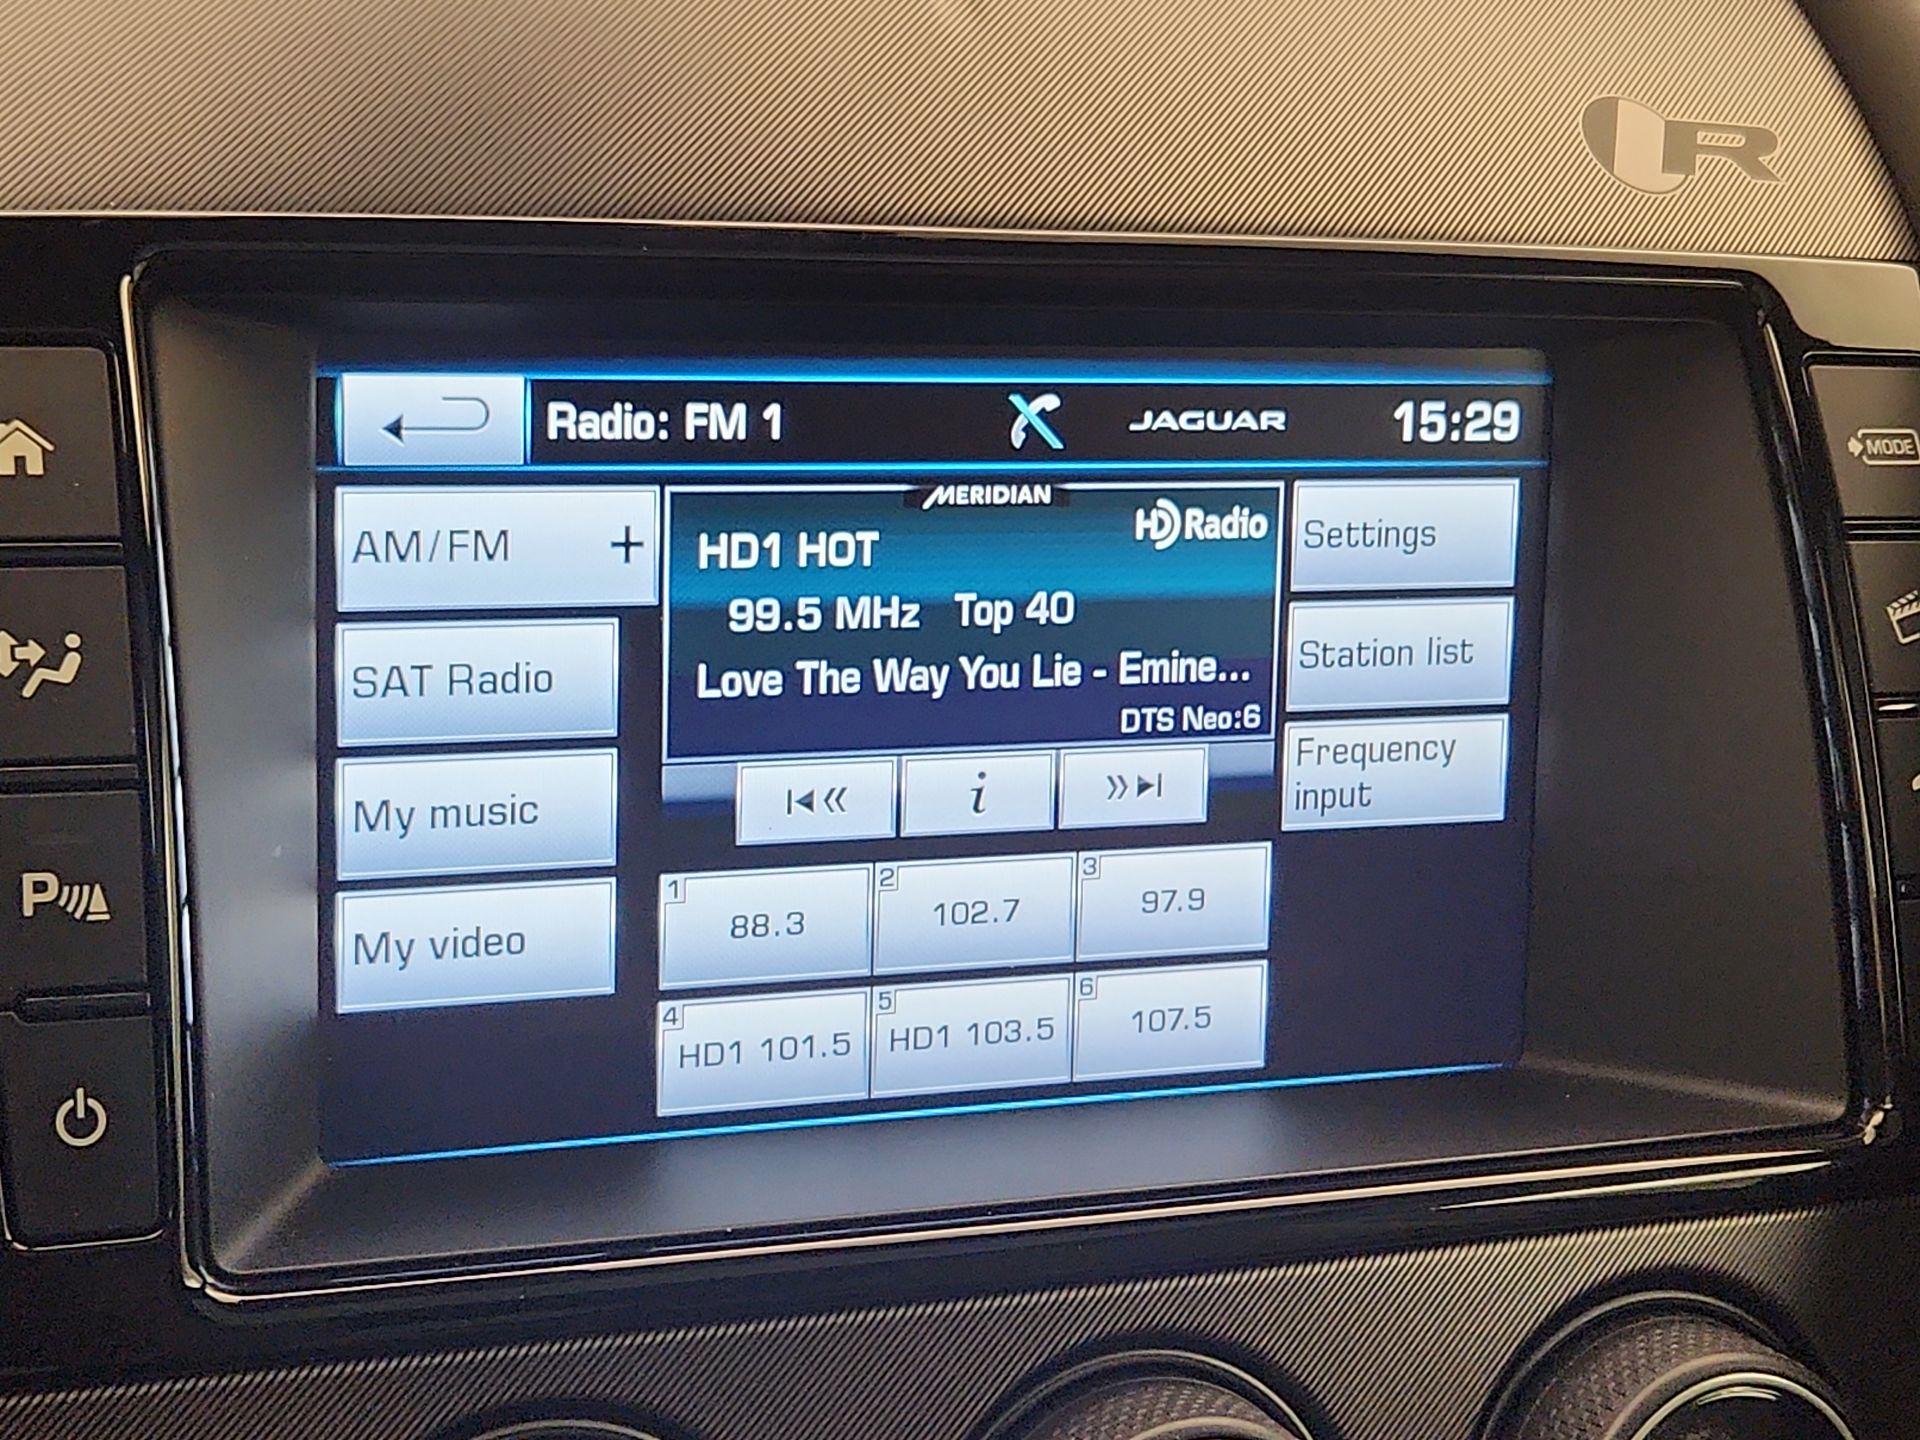 R
Radio: FM 1
JAGUAR
15:29
MODE
AM/FM +
MERIDIAN
HD Radio
HD1 HOT
99.5 MHz Top 40
Love The Way You Lie - Emine...
DTS Neo:6
Settings
SAT Radio
Station list
My music
i
Frequency
input
My video
P
1 88.3
2 102.7
3 97.9
4 HD1 101.5
5 HD1 103.5
6 107.5